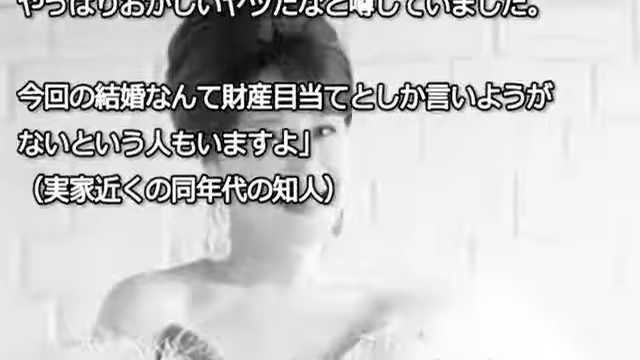 やっぱりおかしいヤツだなと噂していました。
今回の結婚なんて財産目当てとしか言いようが
ないという人もいますよ」
（実家近くの同年代の知人）